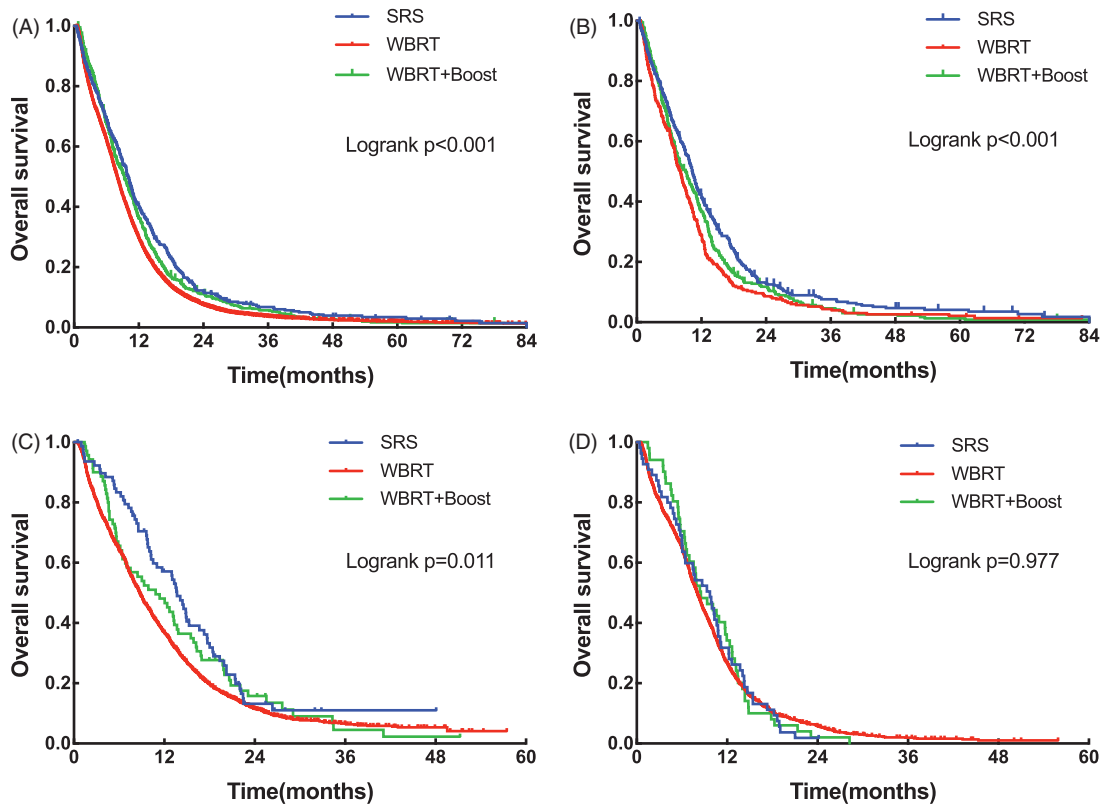 (A)
SRS
WBRT
WBRT+Boost
Logrank p<0.001
Overall survival
1.0
0.8
0.6
0.4
0.2
0.0
0 12 24 36 48 60 72 84
Time(months)
(B)
SRS
WBRT
WBRT+Boost
Logrank p<0.001
Overall survival
1.0
0.8
0.6
0.4
0.2
0.0
0 12 24 36 48 60 72 84
Time(months)
(C)
SRS
WBRT
WBRT+Boost
Logrank p=0.011
Overall survival
1.0
0.8
0.6
0.4
0.2
0.0
0 12 24 36 48 60
Time(months)
(D)
SRS
WBRT
WBRT+Boost
Logrank p=0.977
Overall survival
1.0
0.8
0.6
0.4
0.2
0.0
0 12 24 36 48 60
Time(months)